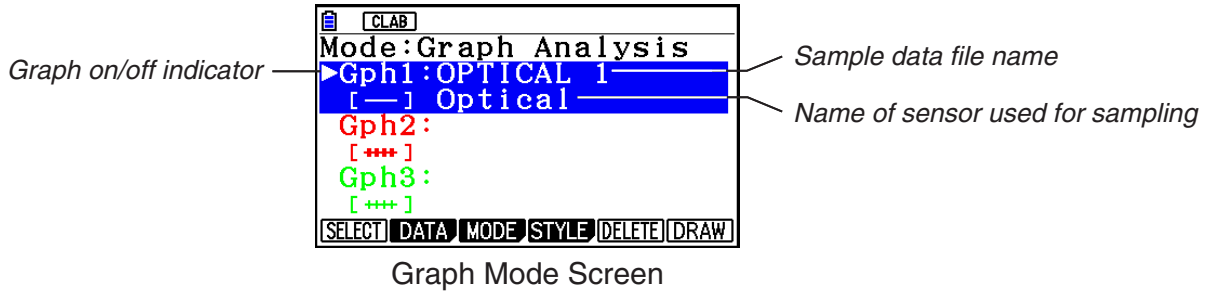 CLAB
Mode:Graph Analysis
Graph on/off indicator
►Gph1:OPTICAL 1
Sample data file name
[—] Optical
Name of sensor used for sampling
Gph2:
[++++]
Gph3:
[++++]
SELECT DATA MODE STYLE DELETE DRAW
Graph Mode Screen